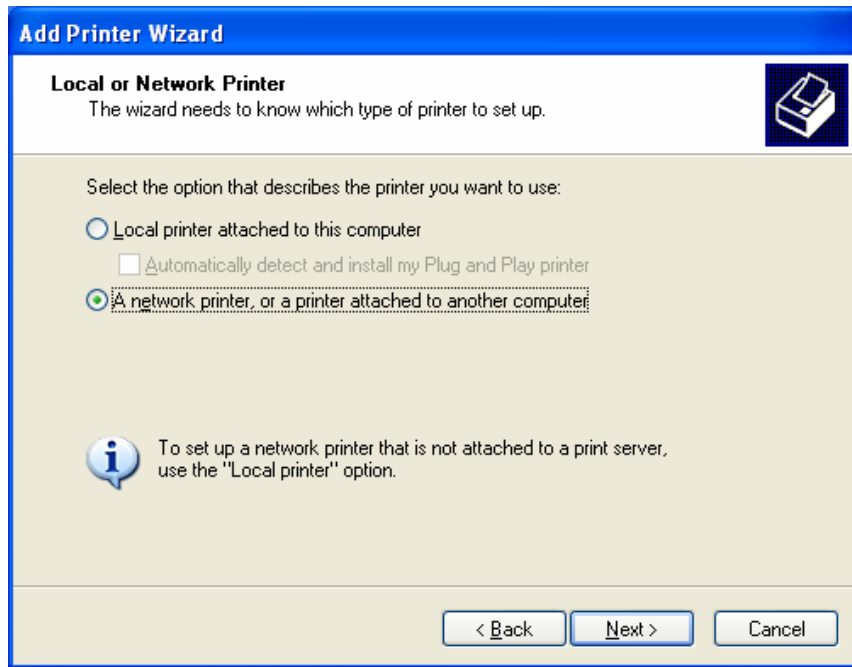 Add Printer Wizard
Local or Network Printer
The wizard needs to know which type of printer to set up.
Select the option that describes the printer you want to use:
Local printer attached to this computer
Automatically detect and install my Plug and Play printer
A network printer, or a printer attached to another computer
To set up a network printer that is not attached to a print server,
use the "Local printer" option.
< Back
Next >
Cancel